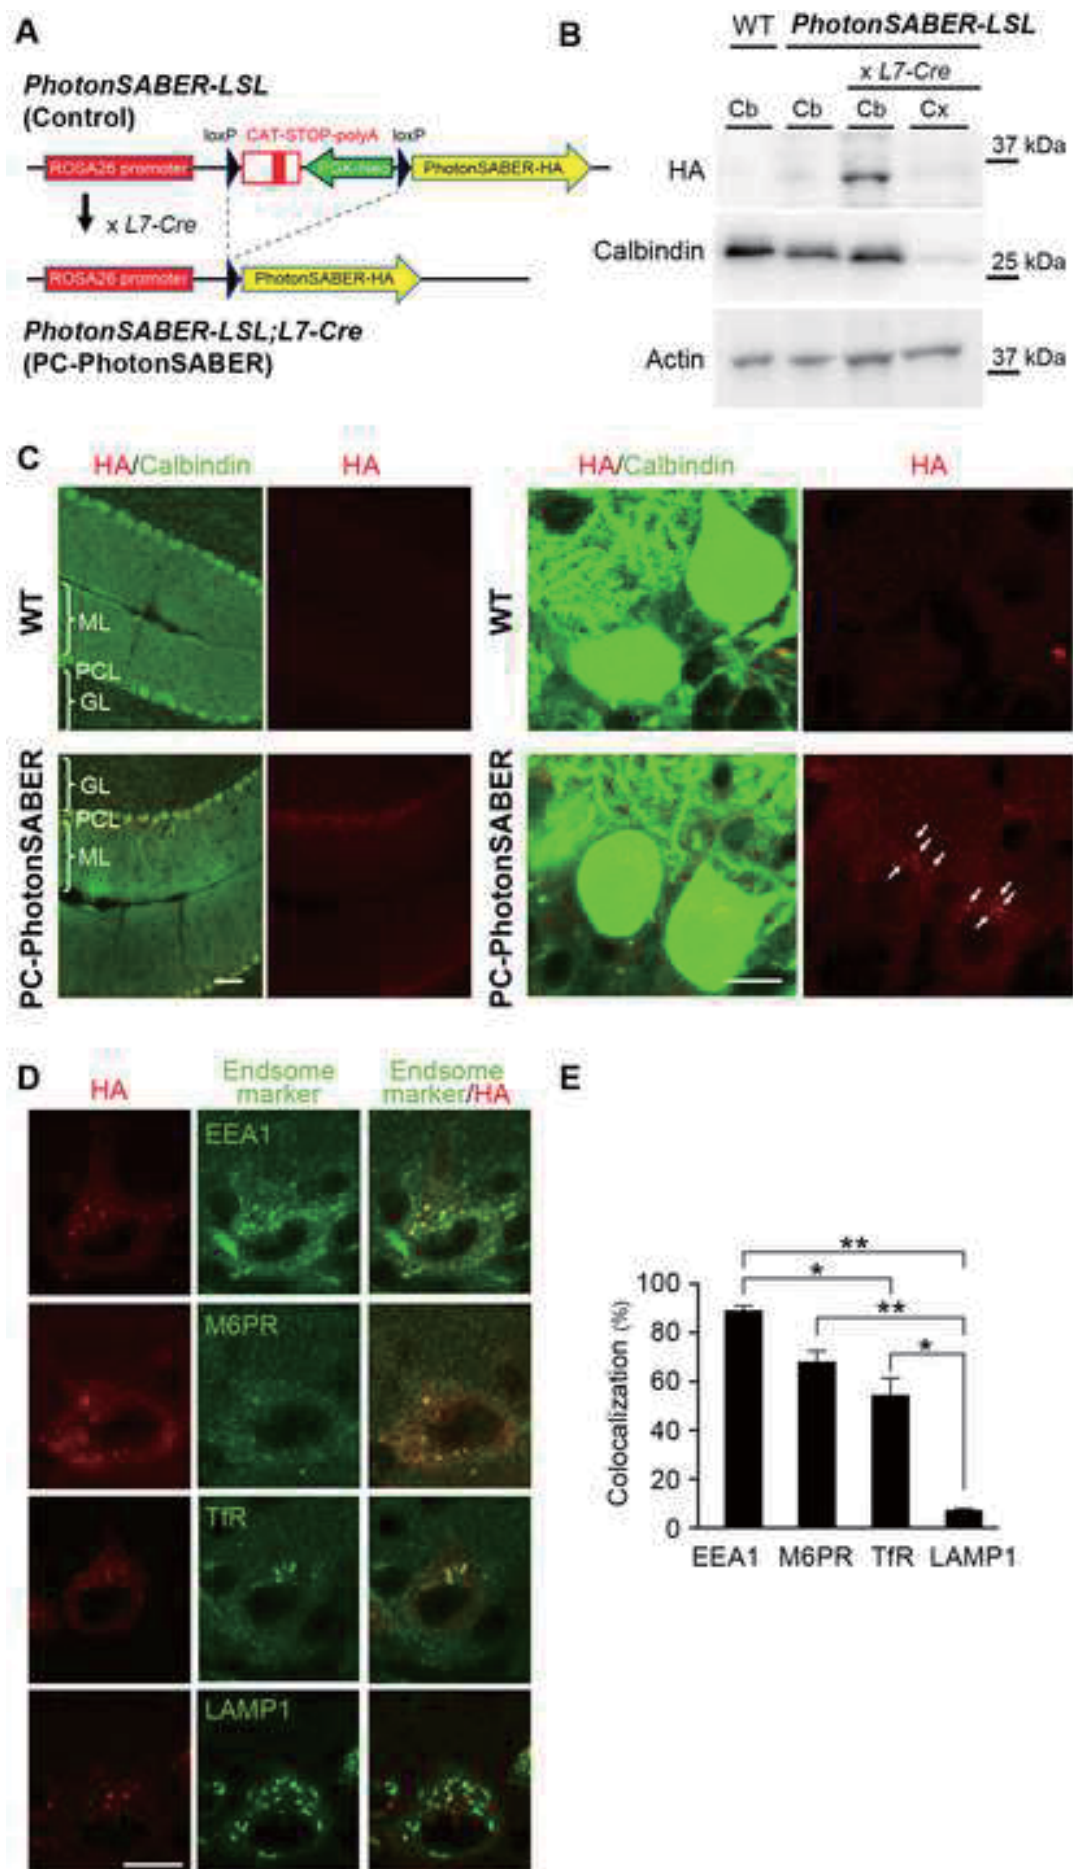 A
PhotonSABER-LSL
(Control)
loxP CAT-STOP-polyA loxP
ROSA26 promoter PhotonSABER-HA
x L7-Cre
ROSA26 promoter PhotonSABER-HA
PhotonSABER-LSL;L7-Cre
(PC-PhotonSABER)
B
WT PhotonSABER-LSL
x L7-Cre
Cb Cb Cb Cx
HA 37 kDa
Calbindin 25 kDa
Actin 37 kDa
C
HA/Calbindin HA HA/Calbindin HA
WT
ML
PCL
GL
WT
PC-PhotonSABER
GL
PCL
ML
PC-PhotonSABER
D
HA Endsome marker Endsome marker/HA
EEA1
M6PR
TfR
LAMP1
E
**
*
**
*
Colocalization (%)
100
80
60
40
20
0
EEA1 M6PR TfR LAMP1